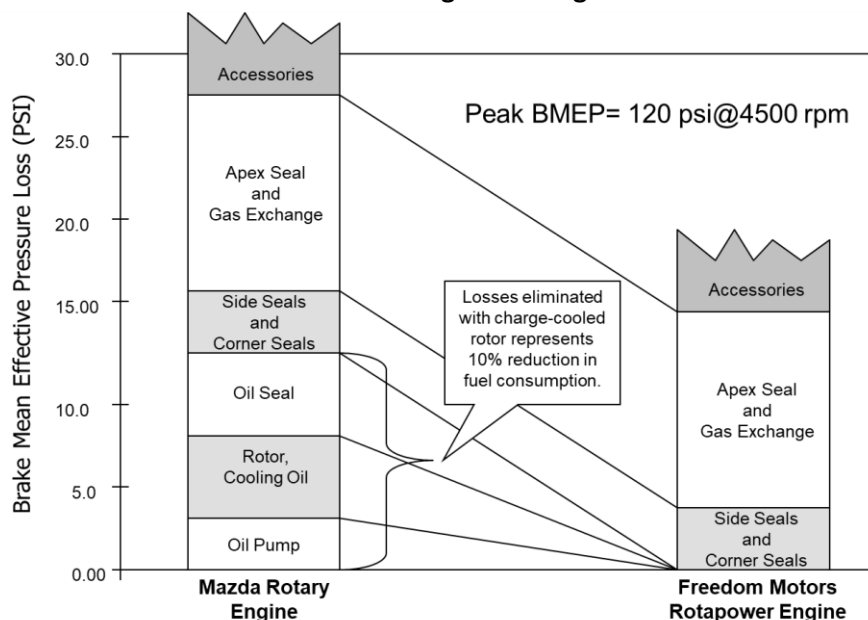 30.0
25.0
20.0
15.00
10.0
5.0
0.00
Brake Mean Effective Pressure Loss (PSI)
Peak BMEP= 120 psi@4500 rpm
Accessories
Apex Seal
and
Gas Exchange
Side Seals
and
Corner Seals
Oil Seal
Rotor,
Cooling Oil
Oil Pump
Mazda Rotary
Engine
Losses eliminated
with charge-cooled
rotor represents
10% reduction in
fuel consumption.
Accessories
Apex Seal
and
Gas Exchange
Side Seals
and
Corner Seals
Freedom Motors
Rotapower Engine